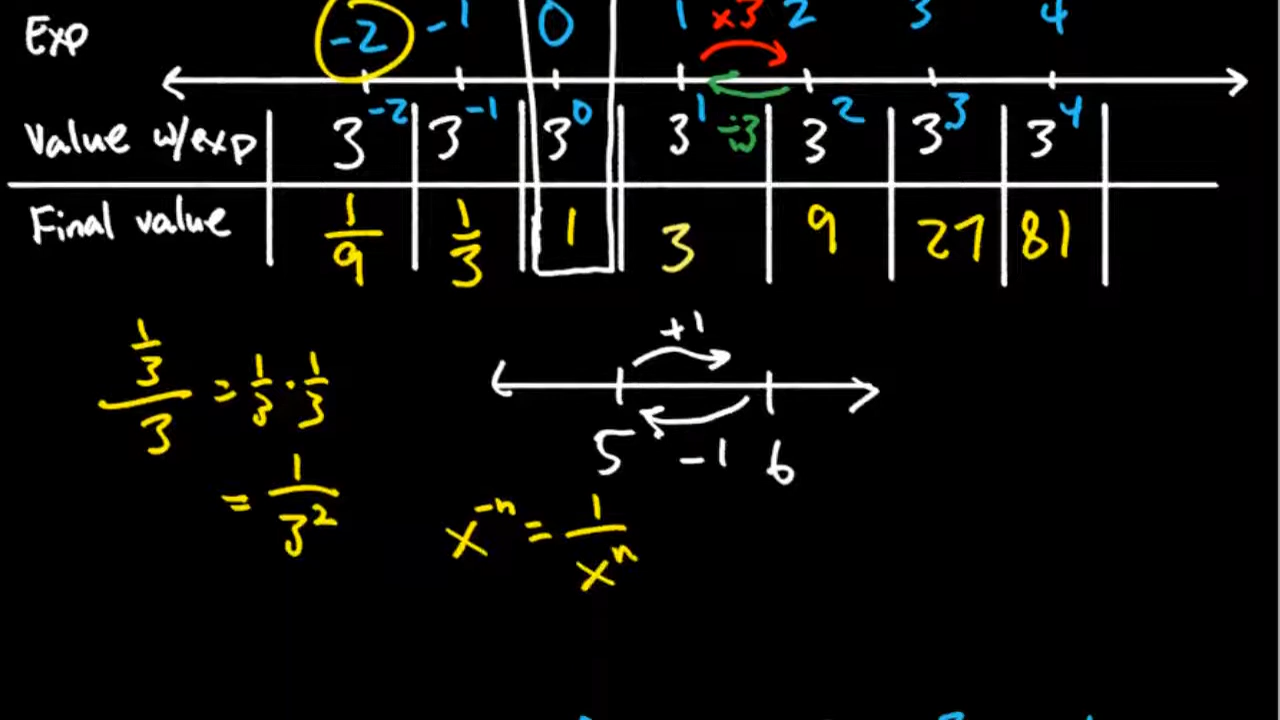 Exp -2 -1 0 1 x3 2 3 4
Value w/exp 3^-2 3^-1 3^0 3^1 ÷3 3^2 3^3 3^4
Final value 1/9 1/3 1 3 9 27 81
(1/3)/3 = 1/3 · 1/3
= 1/3^2
+1
5 -1 6
x^-n = 1/x^n